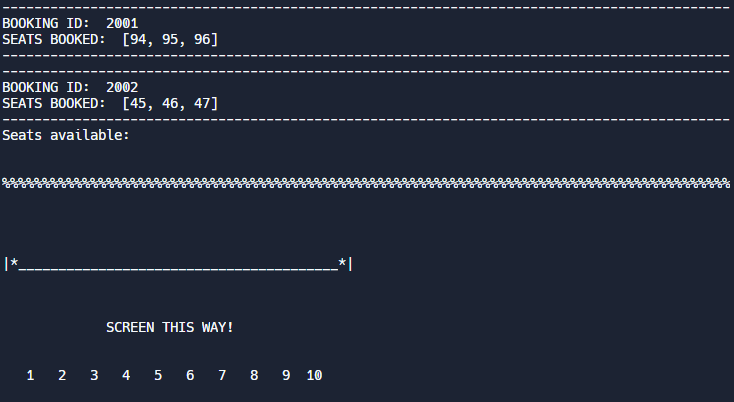 -------------------------------------------------------------------------------------------
BOOKING ID:  2001
SEATS BOOKED:  [94, 95, 96]
-------------------------------------------------------------------------------------------
-------------------------------------------------------------------------------------------
BOOKING ID:  2002
SEATS BOOKED:  [45, 46, 47]
-------------------------------------------------------------------------------------------
Seats available:
%%%%%%%%%%%%%%%%%%%%%%%%%%%%%%%%%%%%%%%%%%%%%%%%%%%%%%%%%%%%%%%%%%%%%%%%%%%%%%%%%%%%%%%%%%%%%
|*________________________________________*|
SCREEN THIS WAY!
1   2   3   4   5   6   7   8   9  10